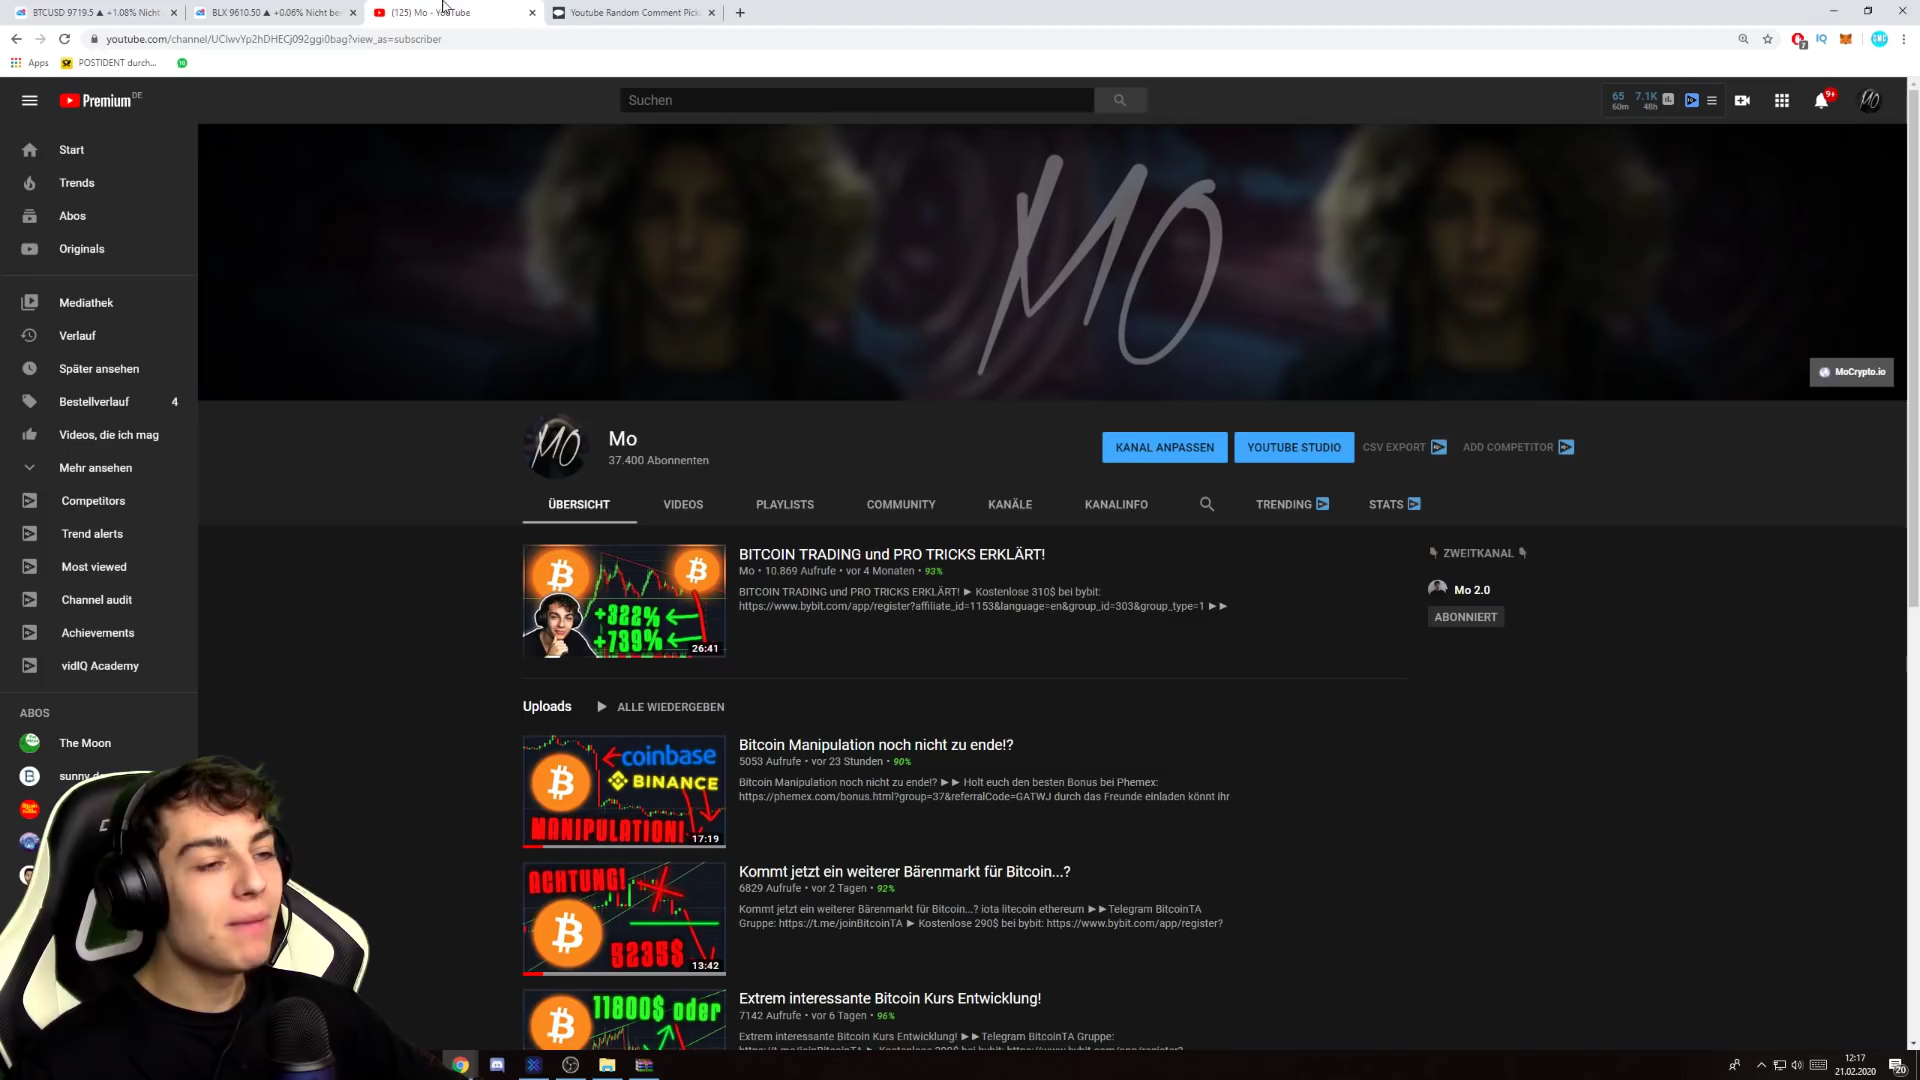 BTCUSD 9719.5 ▲ +1.08% Nicht
BLX 9610.50 ▲ +0.06% Nicht be
(125) Mo - YouTube
Youtube Random Comment Pick
youtube.com/channel/UClwvYp2hDHECj092ggi0bag?view_as=subscriber
Apps
POSTIDENT durch...
Premium DE
Suchen
65 60m
7.1K 48h
9+
MO
Start
Trends
Abos
Originals
Mediathek
Verlauf
Später ansehen
Bestellverlauf 4
Videos, die ich mag
Mehr ansehen
Competitors
Trend alerts
Most viewed
Channel audit
Achievements
vidIQ Academy
ABOS
The Moon
MO
MoCrypto.io
MO
Mo
37.400 Abonnenten
KANAL ANPASSEN
YOUTUBE STUDIO
CSV EXPORT
ADD COMPETITOR
ÜBERSICHT
VIDEOS
PLAYLISTS
COMMUNITY
KANÄLE
KANALINFO
TRENDING
STATS
+322%
+739%
26:41
BITCOIN TRADING und PRO TRICKS ERKLÄRT!
Mo • 10.869 Aufrufe • vor 4 Monaten • 93%
BITCOIN TRADING und PRO TRICKS ERKLÄRT! ► Kostenlose 310$ bei bybit:
https://www.bybit.com/app/register?affiliate_id=1153&language=en&group_id=303&group_type=1 ►►
ZWEITKANAL
Mo 2.0
ABONNIERT
Uploads
ALLE WIEDERGEBEN
coinbase
BINANCE
MANIPULATION!
17:19
Bitcoin Manipulation noch nicht zu ende!?
5053 Aufrufe • vor 23 Stunden • 90%
Bitcoin Manipulation noch nicht zu ende!? ►► Holt euch den besten Bonus bei Phemex:
https://phemex.com/bonus.html?group=37&referralCode=GATWJ durch das Freunde einladen könnt ihr
ACHTUNG!
5235$
13:42
Kommt jetzt ein weiterer Bärenmarkt für Bitcoin...?
6829 Aufrufe • vor 2 Tagen • 92%
Kommt jetzt ein weiterer Bärenmarkt für Bitcoin...? iota litecoin ethereum ►►Telegram BitcoinTA
Gruppe: https://t.me/joinBitcoinTA ► Kostenlose 290$ bei bybit: https://www.bybit.com/app/register?
11800$ oder
Extrem interessante Bitcoin Kurs Entwicklung!
7142 Aufrufe • vor 6 Tagen • 96%
Extrem interessante Bitcoin Kurs Entwicklung! ►►Telegram BitcoinTA Gruppe:
12:17
21.02.2020
20